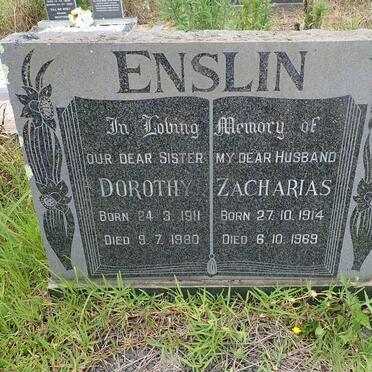 ENSLIN
In Loving Memory of
OUR DEAR SISTER
DOROTHY
BORN 24.3.1911
DIED 9.7.1980
MY DEAR HUSBAND
ZACHARIAS
BORN 27.10.1914
DIED 6.10.1969